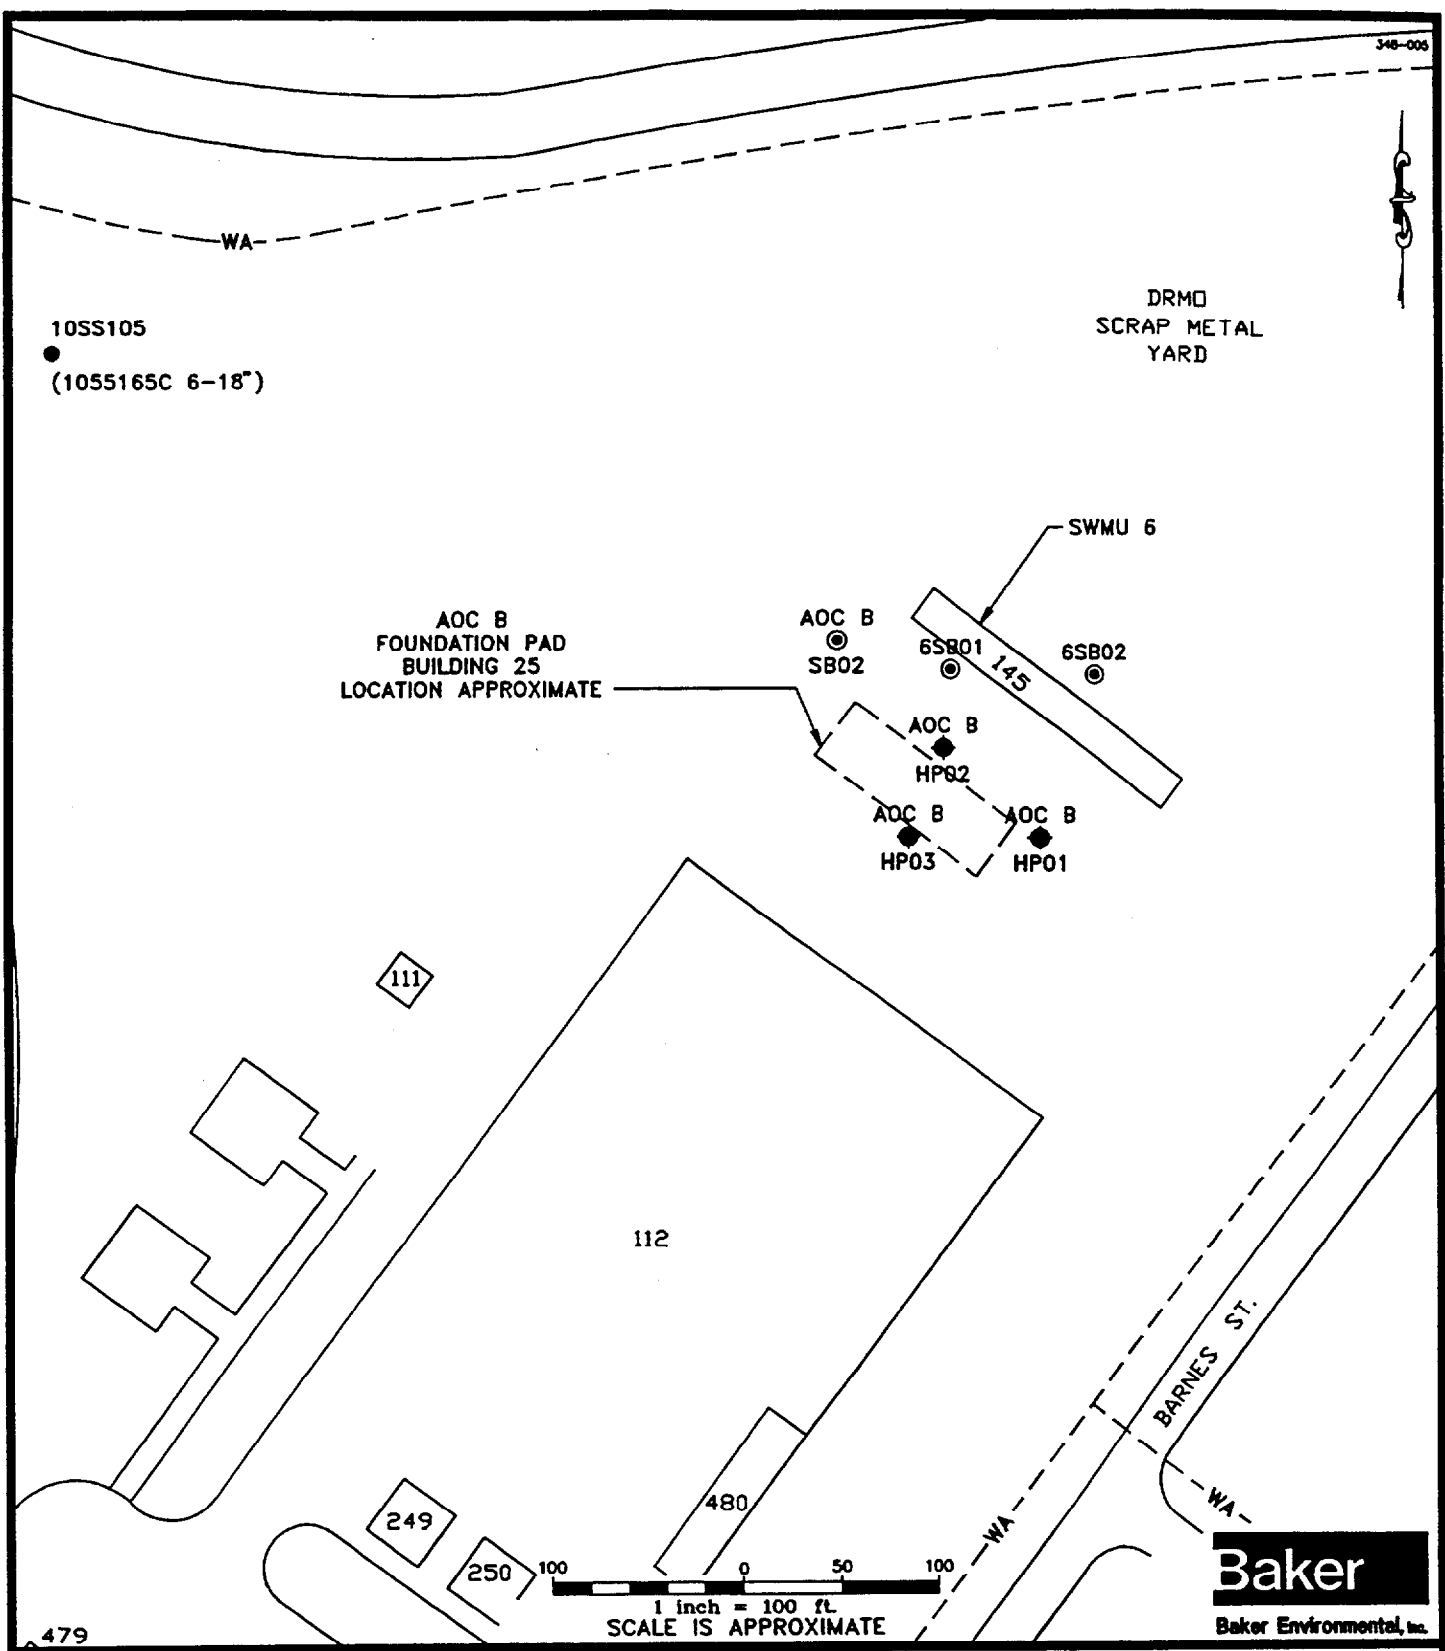 348-005
WA
DRMO
SCRAP METAL
YARD
10SS105
(1055165C 6-18")
SWMU 6
AOC B
FOUNDATION PAD
BUILDING 25
LOCATION APPROXIMATE
AOC B
SB02
6SB01
145
6SB02
AOC B
HP02
AOC B
HP03
AOC B
HP01
111
112
BARNES ST.
480
249
250
WA
WA
100 0 50 100
1 inch = 100 ft.
SCALE IS APPROXIMATE
479
Baker
Baker Environmental, Inc.